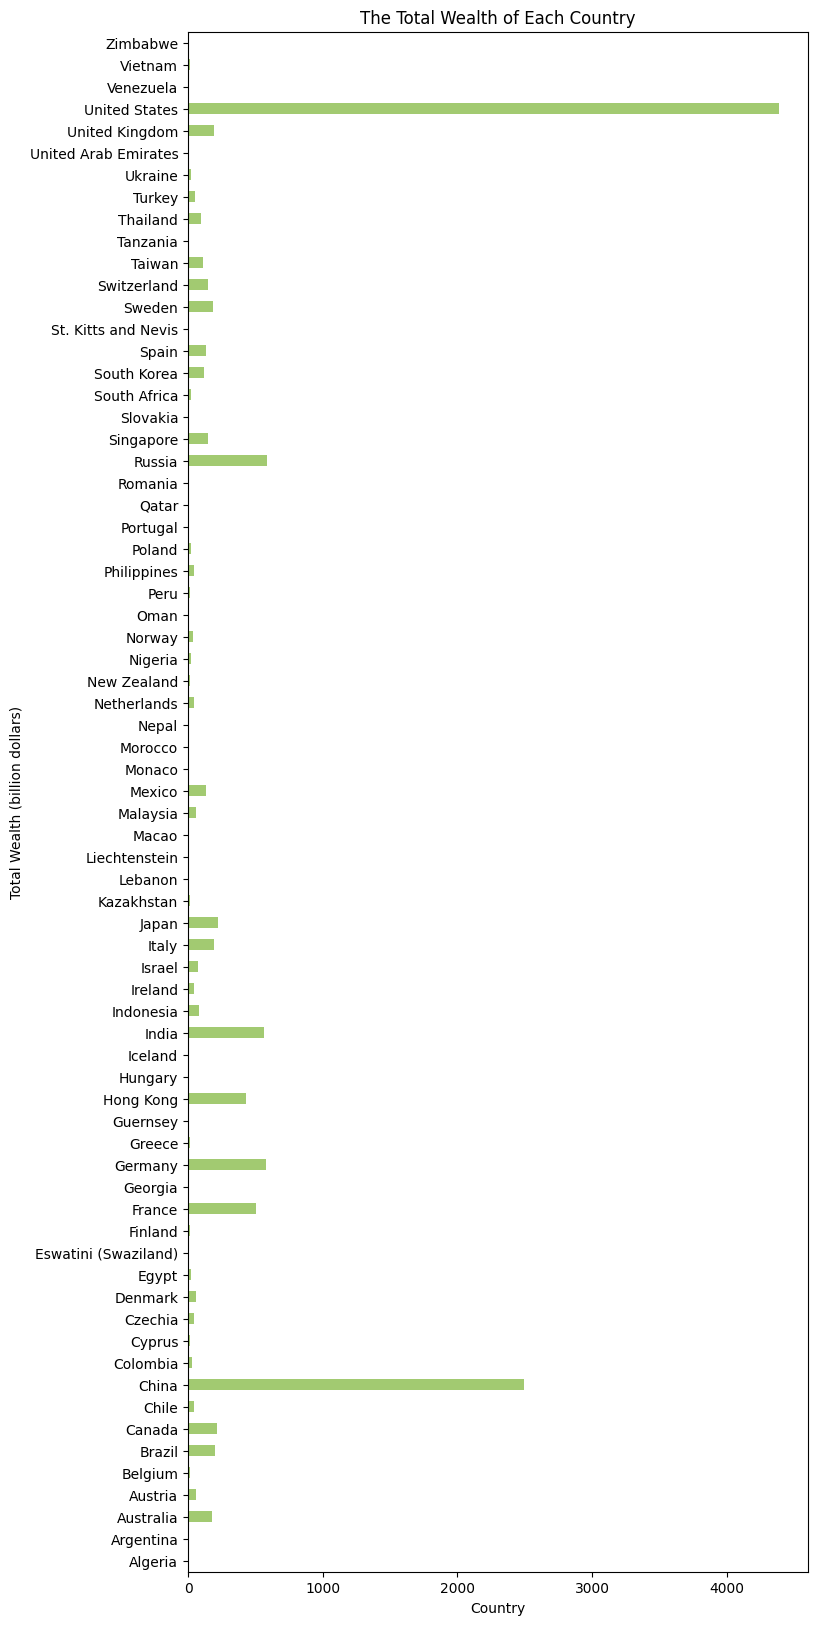 The Total Wealth of Each Country
Zimbabwe
Vietnam
Venezuela
United States
United Kingdom
United Arab Emirates
Ukraine
Turkey
Thailand
Tanzania
Taiwan
Switzerland
Sweden
St. Kitts and Nevis
Spain
South Korea
South Africa
Slovakia
Singapore
Russia
Romania
Qatar
Portugal
Poland
Philippines
Peru
Oman
Norway
Nigeria
New Zealand
Netherlands
Nepal
Morocco
Monaco
Mexico
Malaysia
Macao
Liechtenstein
Lebanon
Kazakhstan
Japan
Italy
Israel
Ireland
Indonesia
India
Iceland
Hungary
Hong Kong
Guernsey
Greece
Germany
Georgia
France
Finland
Eswatini (Swaziland)
Egypt
Denmark
Czechia
Cyprus
Colombia
China
Chile
Canada
Brazil
Belgium
Austria
Australia
Argentina
Algeria
Total Wealth (billion dollars)
0 1000 2000 3000 4000
Country